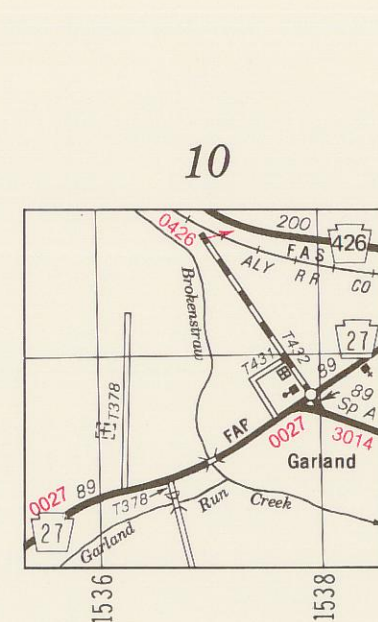 10
0426
200
FAS
426
ALY RR CO
Brokenstraw
27
T432
T431
89
T378
89
Sp A
FAP
0027
3014
Garland
0027
89
T378
Run
Creek
27
Garland
1536
1538